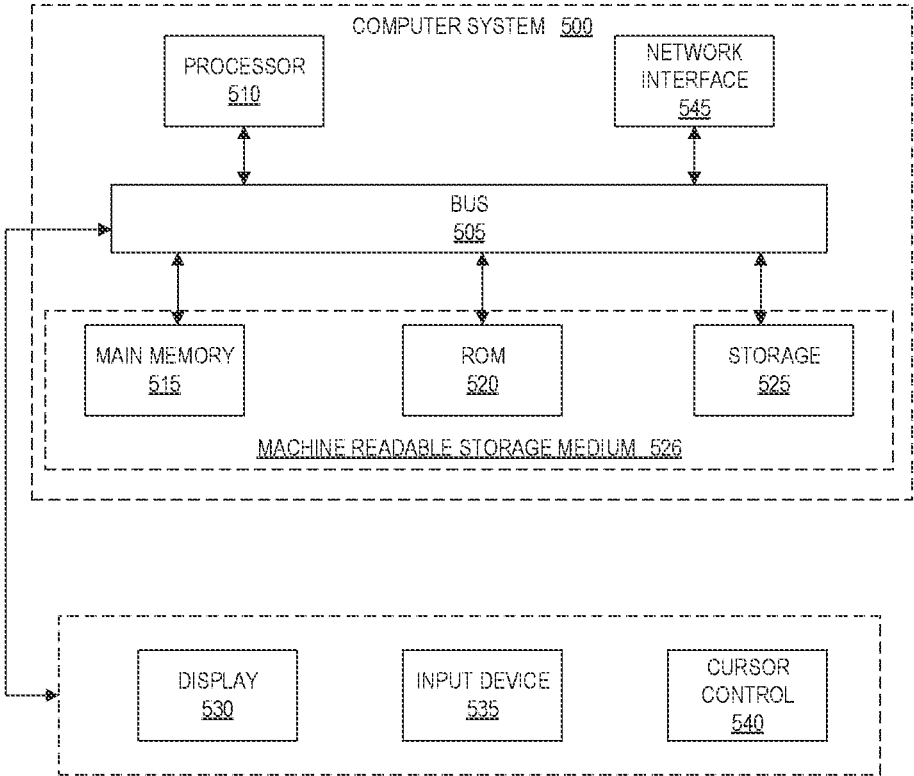 COMPUTER SYSTEM 500
PROCESSOR
510
NETWORK
INTERFACE
545
BUS
505
MAIN MEMORY
515
ROM
520
STORAGE
525
MACHINE READABLE STORAGE MEDIUM 526
DISPLAY
530
INPUT DEVICE
535
CURSOR
CONTROL
540